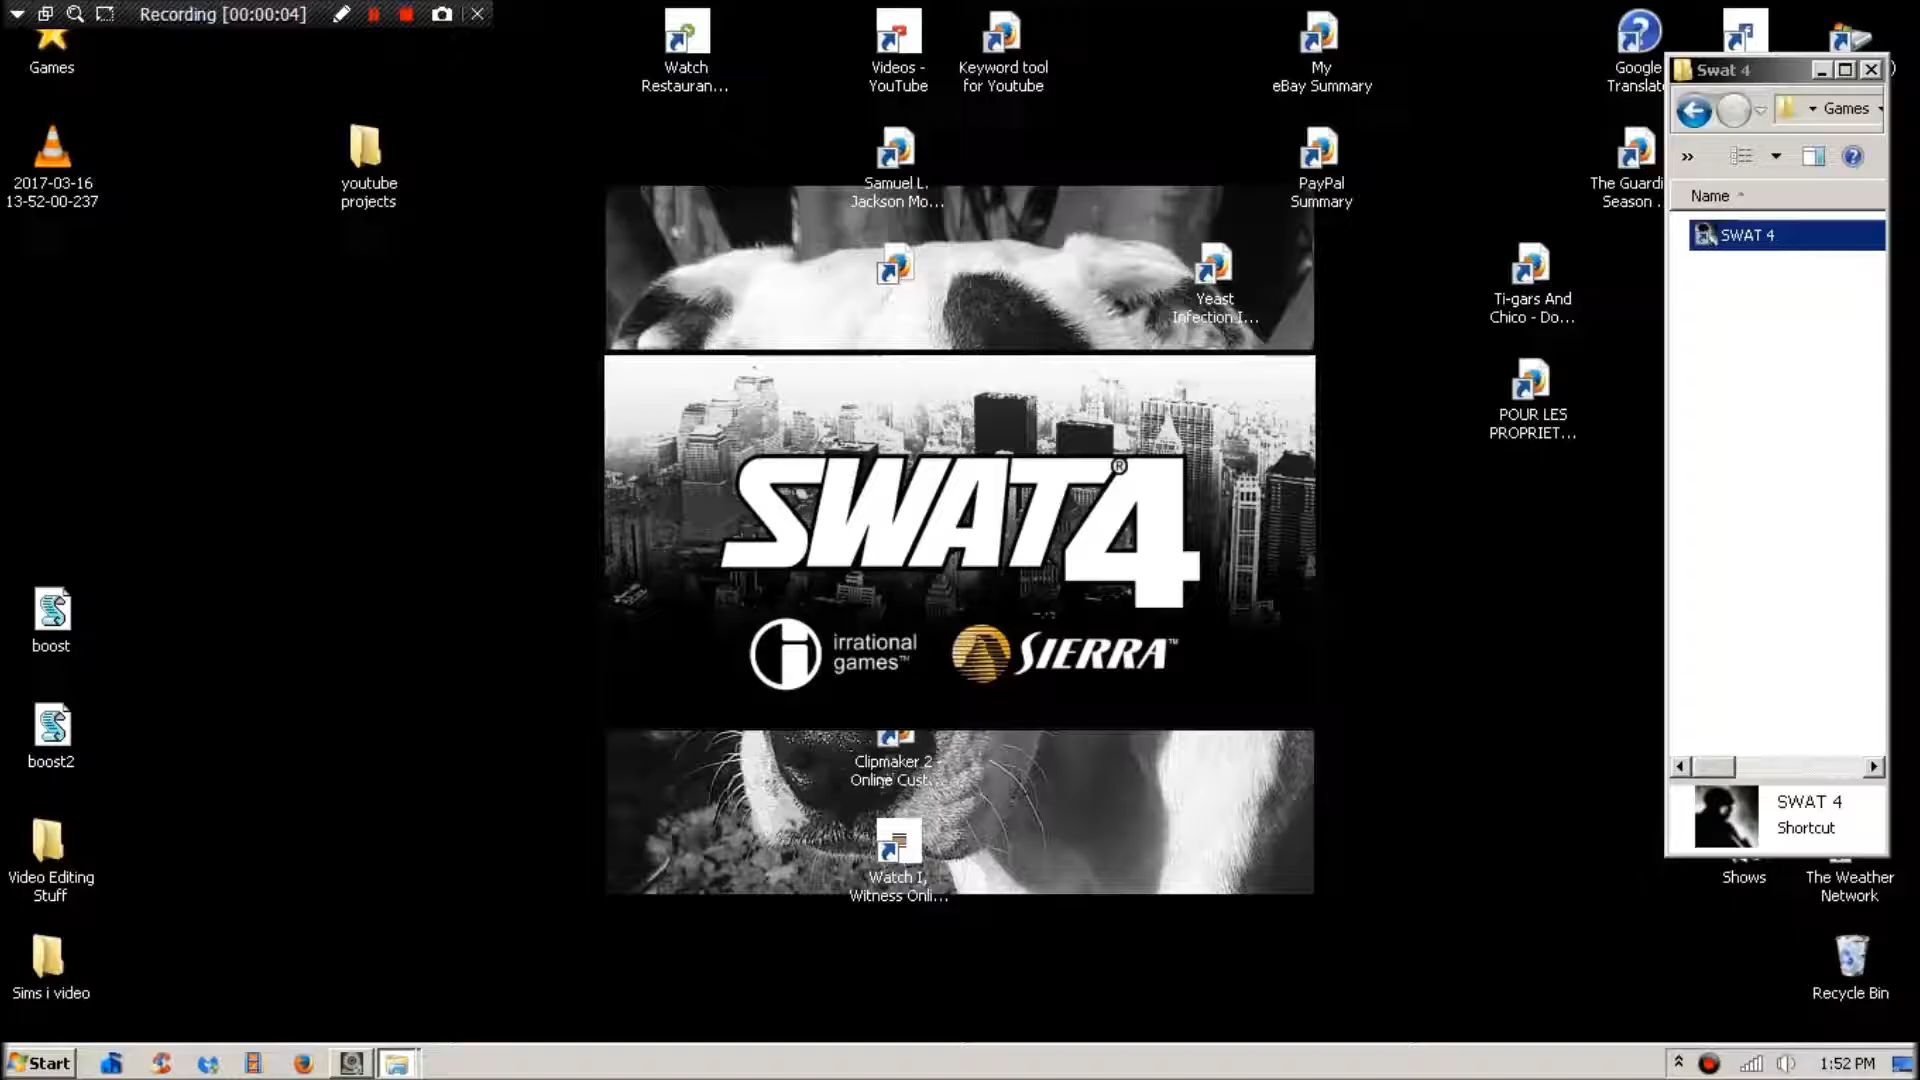 Recording [00:00:04]
Games
Watch
Restauran...
Videos -
YouTube
Keyword tool
for Youtube
My
eBay Summary
Google
Translat
Swat 4
Games
2017-03-16
13-52-00-237
youtube
projects
Samuel L.
Jackson Mo...
PayPal
Summary
The Guardi
Season
Name
SWAT 4
Yeast
Infection I...
Ti-gars And
Chico - Do...
POUR LES
PROPRIET...
SWAT 4®
irrational
games™
SIERRA™
boost
boost2
Clipmaker 2 -
Online Cust...
SWAT 4
Shortcut
Video Editing
Stuff
Watch I,
Witness Onli...
Shows
The Weather
Network
Sims i video
Recycle Bin
Start
1:52 PM